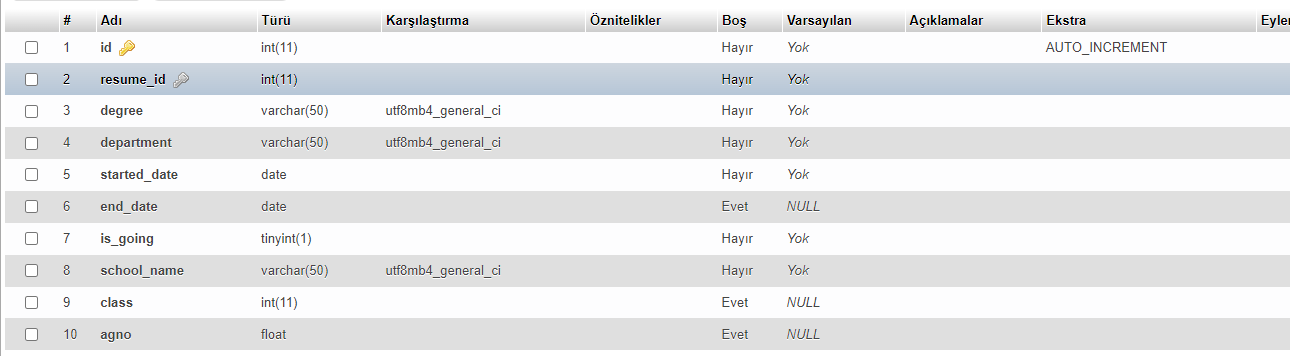 # Adı Türü Karşılaştırma Öznitelikler Boş Varsayılan Açıklamalar Ekstra Eyler
1 id int(11) Hayır Yok AUTO_INCREMENT
2 resume_id int(11) Hayır Yok
3 degree varchar(50) utf8mb4_general_ci Hayır Yok
4 department varchar(50) utf8mb4_general_ci Hayır Yok
5 started_date date Hayır Yok
6 end_date date Evet NULL
7 is_going tinyint(1) Hayır Yok
8 school_name varchar(50) utf8mb4_general_ci Hayır Yok
9 class int(11) Evet NULL
10 agno float Evet NULL